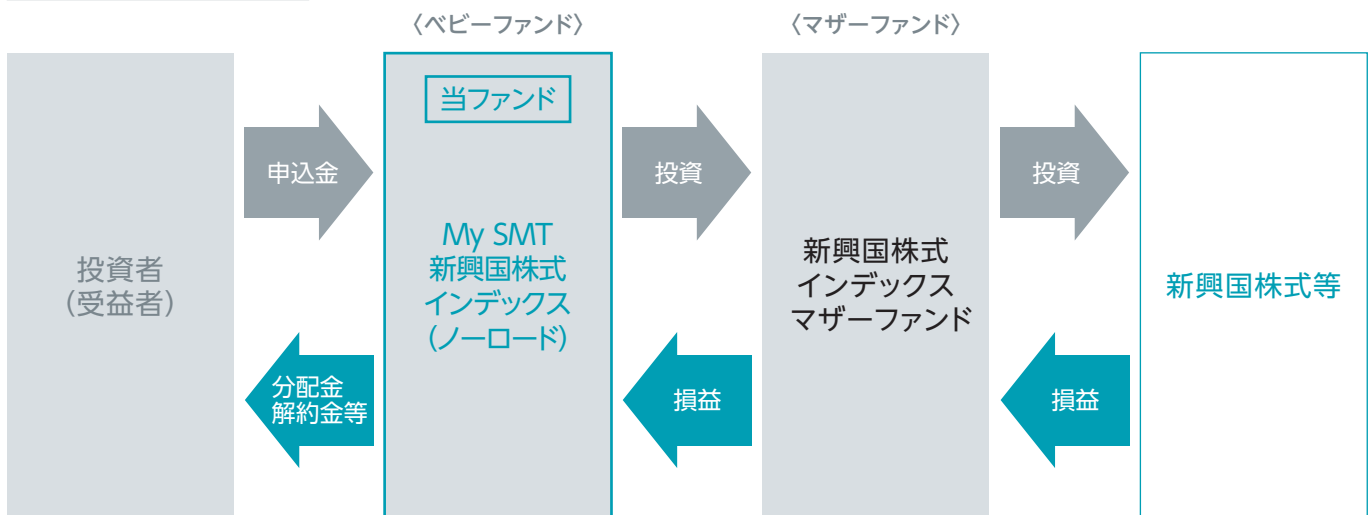 〈ベビーファンド〉
〈マザーファンド〉
投資者
(受益者)
申込金
分配金
解約金等
当ファンド
My SMT
新興国株式
インデックス
(ノーロード)
投資
損益
新興国株式
インデックス
マザーファンド
投資
損益
新興国株式等